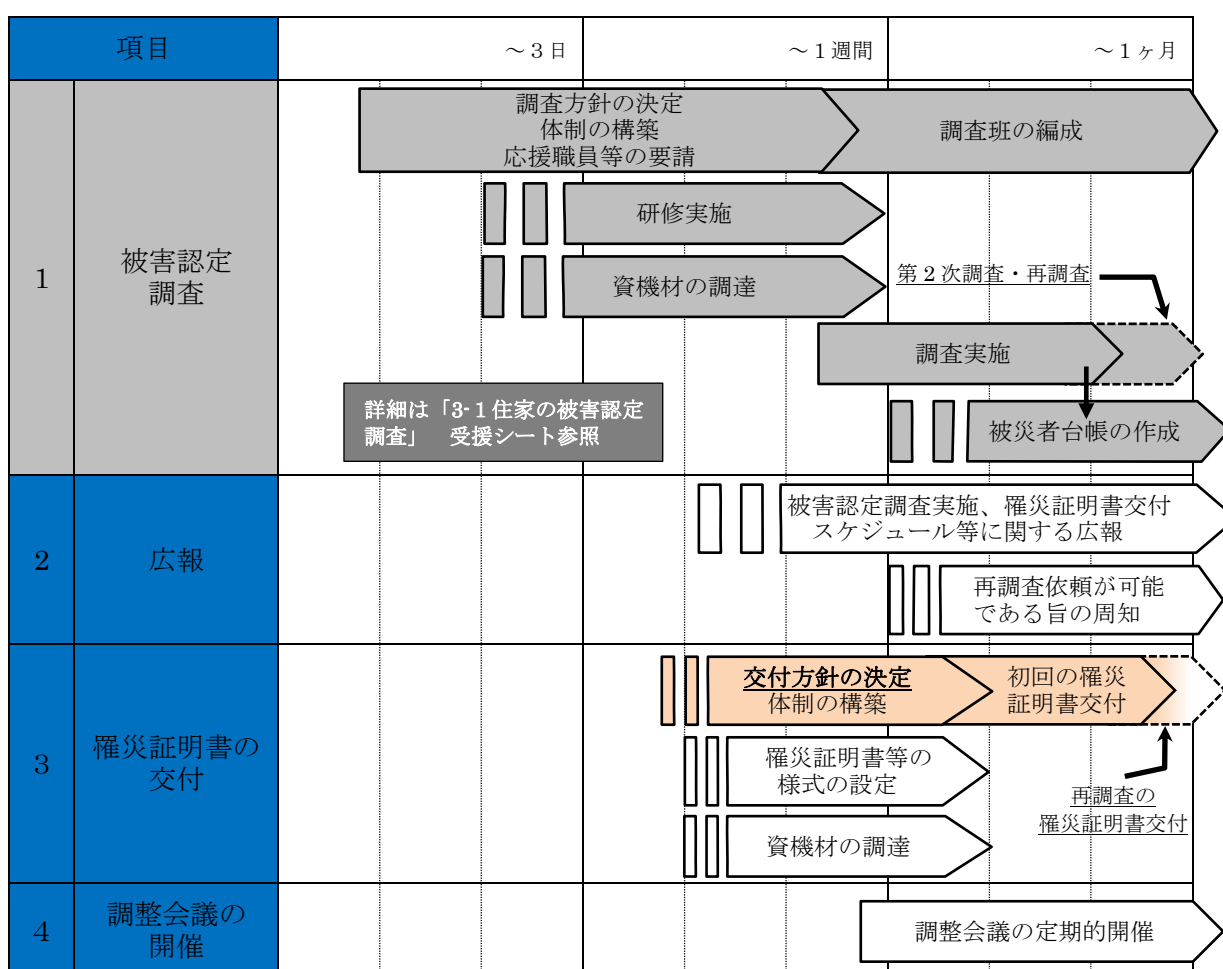 項目
～3日
～1週間
～1ヶ月
1
被害認定
調査
調査方針の決定
体制の構築
応援職員等の要請
調査班の編成
研修実施
資機材の調達
第2次調査・再調査
調査実施
詳細は「3-1住家の被害認定
調査」　受援シート参照
被災者台帳の作成
2
広報
被害認定調査実施、罹災証明書交付
スケジュール等に関する広報
再調査依頼が可能
である旨の周知
3
罹災証明書の
交付
交付方針の決定
体制の構築
初回の罹災
証明書交付
罹災証明書等の
様式の設定
再調査の
罹災証明書交付
資機材の調達
4
調整会議の
開催
調整会議の定期的開催